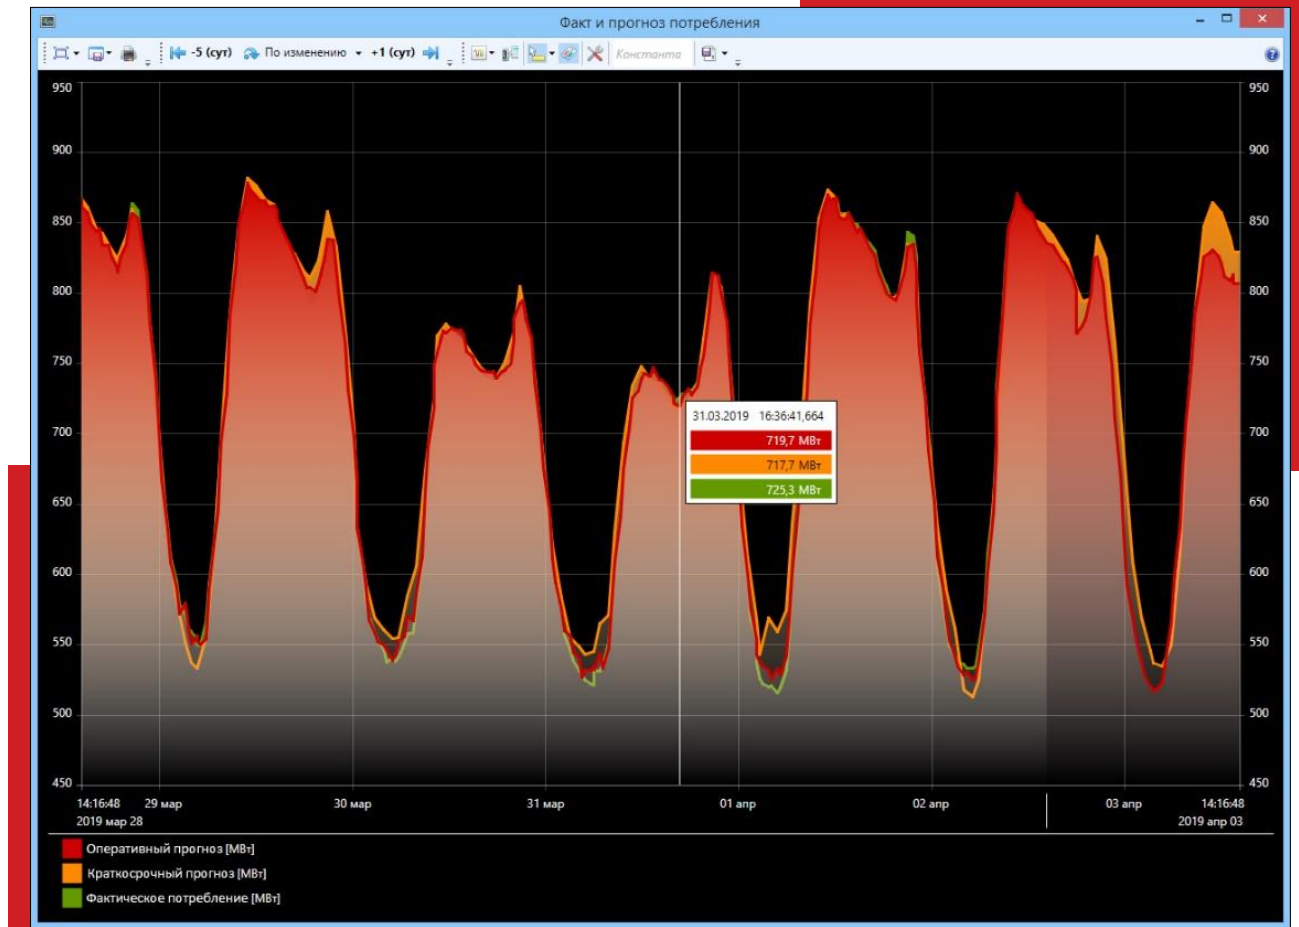 Факт и прогноз потребления
-5 (сут) По изменению +1 (сут) Константа
950 950
900 900
850 850
800 800
750 750
700 700
650 650
600 600
550 550
500 500
450 450
31.03.2019 16:36:41,664
719,7 МВт
717,7 МВт
725,3 МВт
14:16:48 29 мар 30 мар 31 мар 01 апр 02 апр 03 апр 14:16:48
2019 мар 28 2019 апр 03
Оперативный прогноз [МВт]
Краткосрочный прогноз [МВт]
Фактическое потребление [МВт]